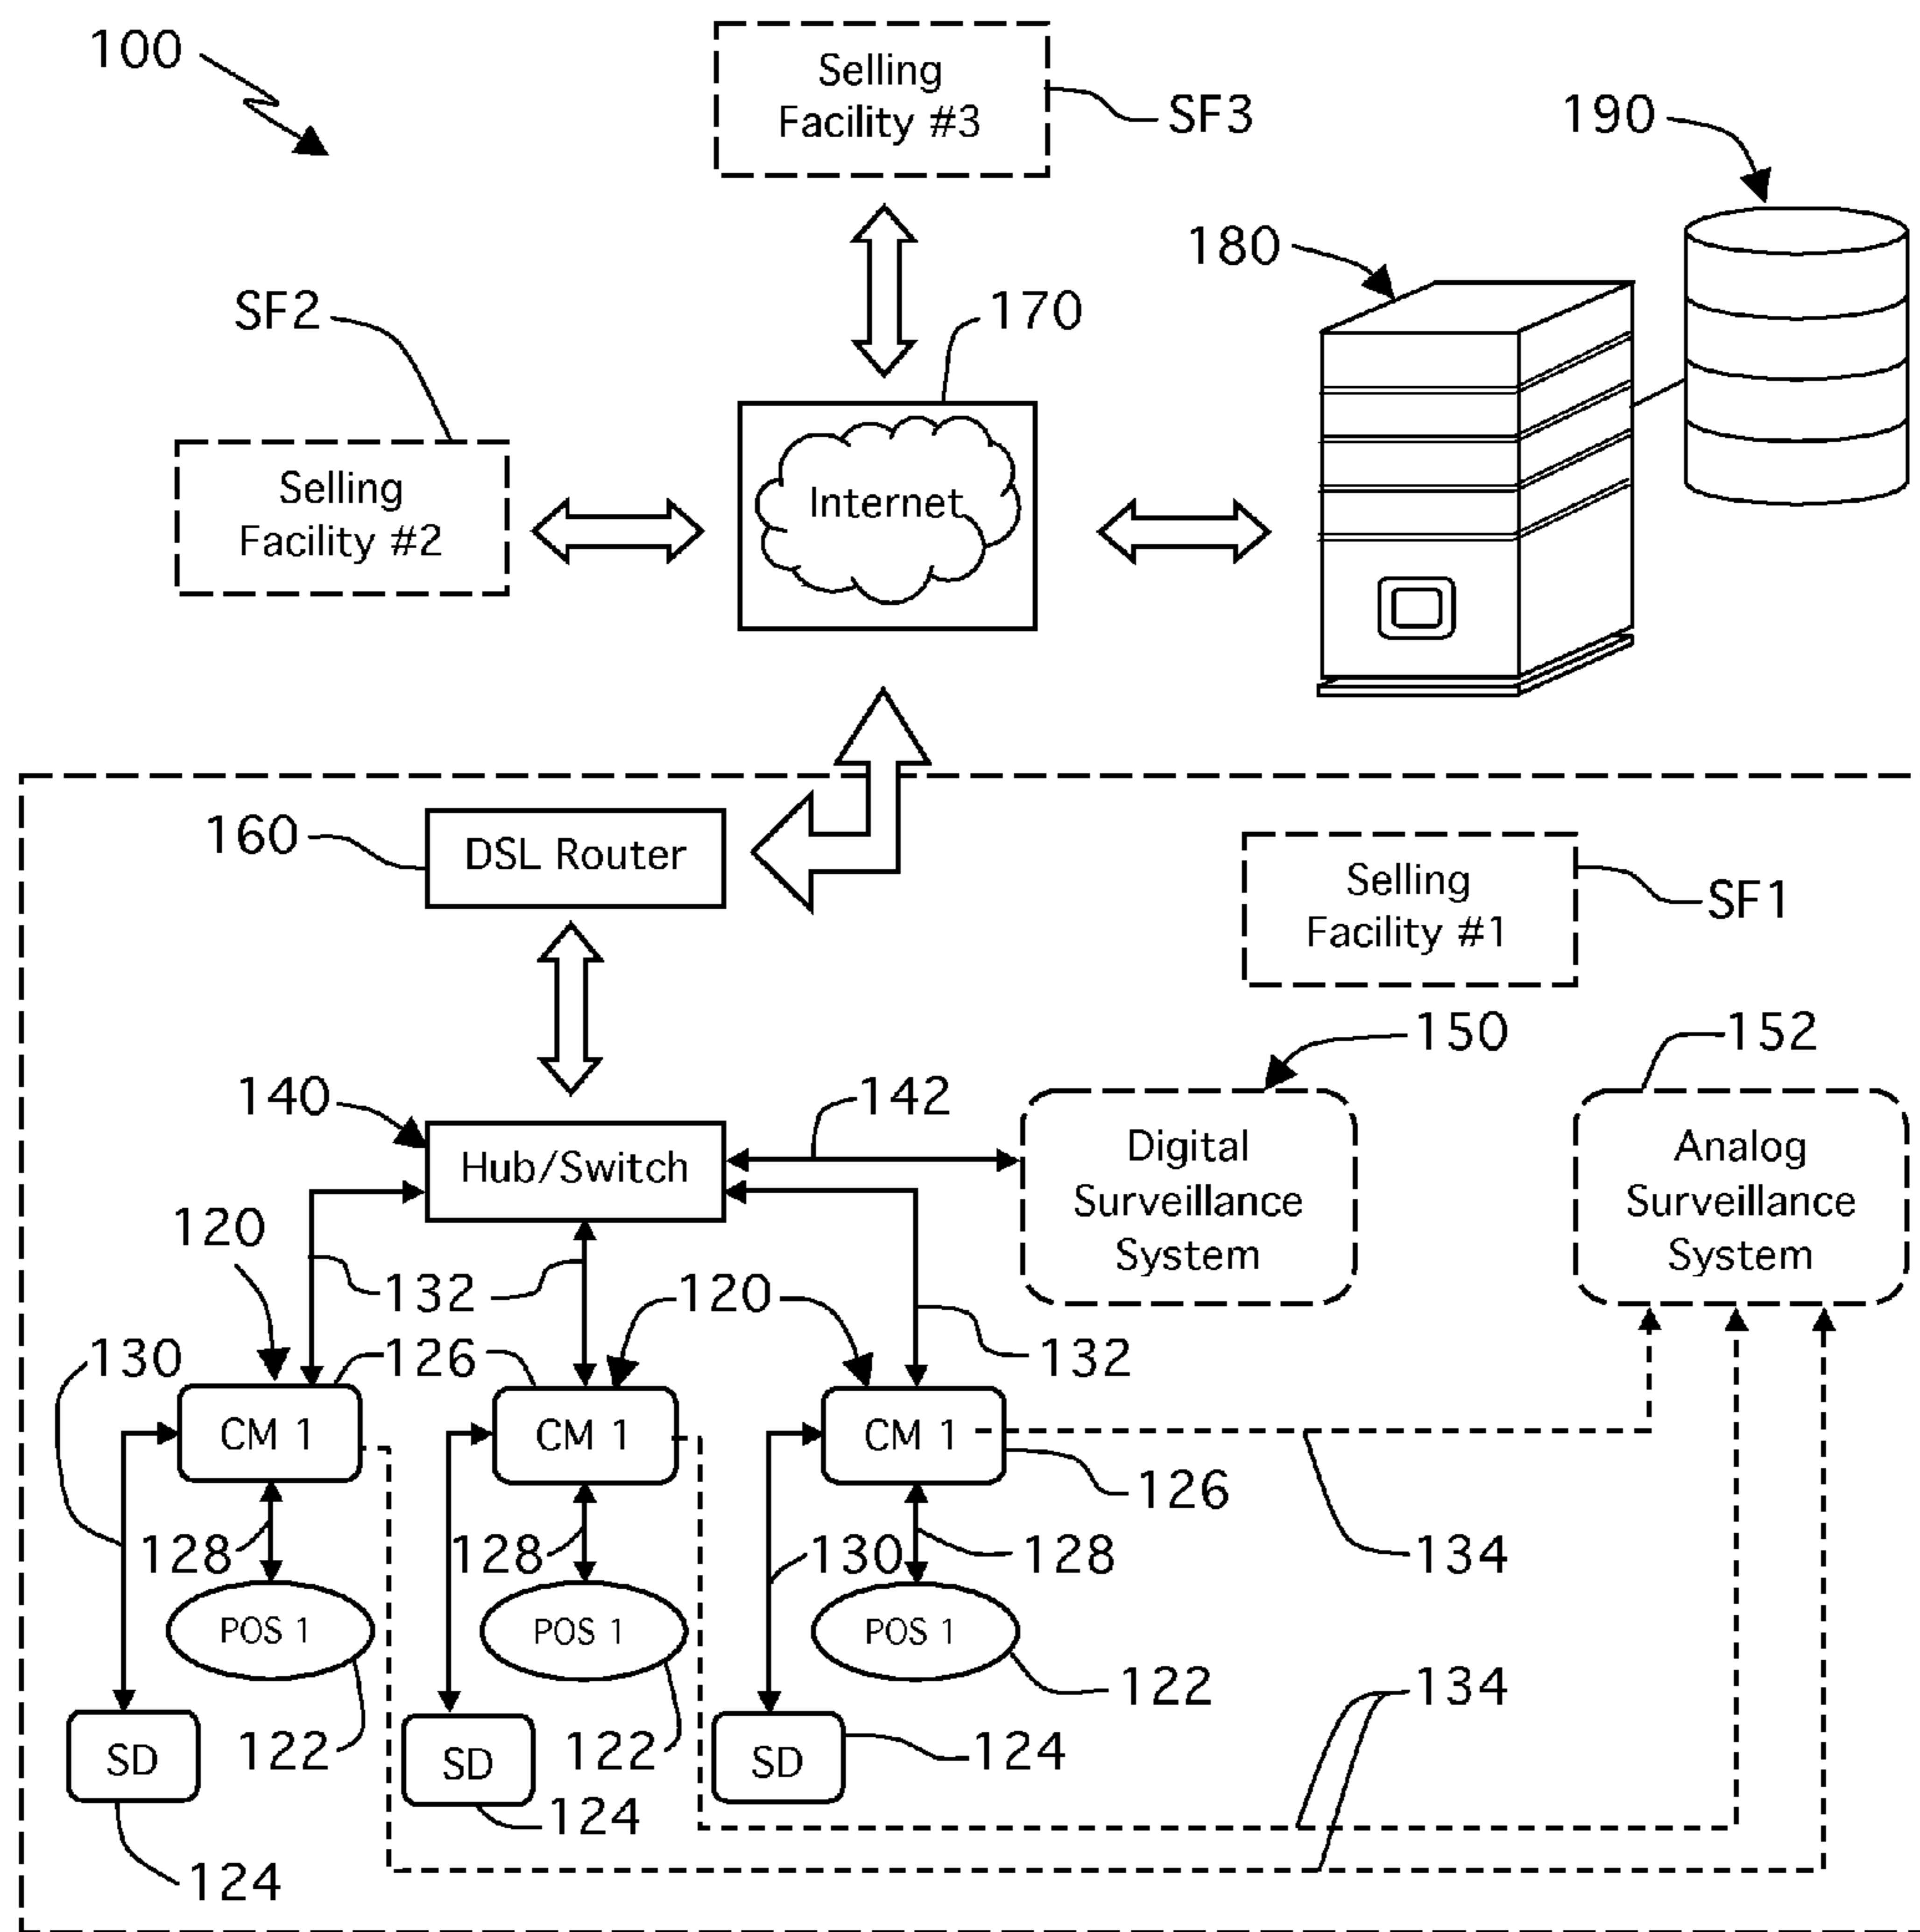 100
Selling
Facility #3
SF3
190
180
SF2
170
Selling
Facility #2
Internet
160
DSL Router
Selling
Facility #1
SF1
150
152
140
142
Hub/Switch
Digital
Surveillance
System
Analog
Surveillance
System
120
132
120
130
126
132
CM 1
CM 1
CM 1
126
128
128
130
128
134
POS 1
POS 1
POS 1
122
134
SD
122
SD
122
SD
124
124
124